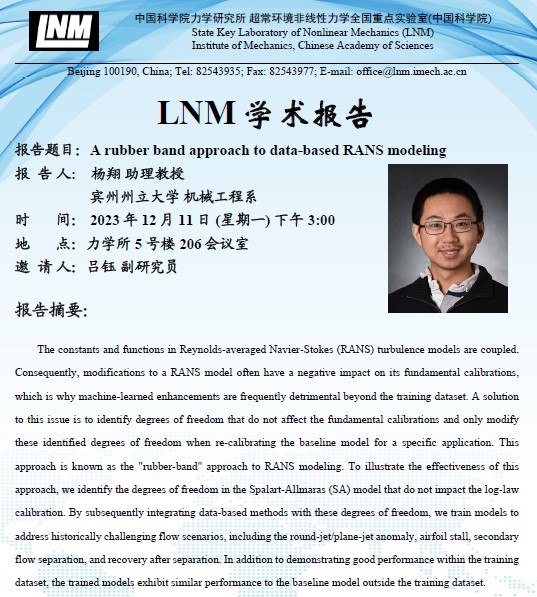 LNM
中国科学院力学研究所 超常环境非线性力学全国重点实验室(中国科学院)
State Key Laboratory of Nonlinear Mechanics (LNM)
Institute of Mechanics, Chinese Academy of Sciences
Beijing 100190, China; Tel: 82543935; Fax: 82543977; E-mail: office@lnm.imech.ac.cn
LNM 学术报告
报告题目: A rubber band approach to data-based RANS modeling
报 告 人: 杨翔 助理教授
宾州州立大学 机械工程系
时 间: 2023 年 12 月 11 日 (星期一) 下午 3:00
地 点: 力学所 5 号楼 206 会议室
邀 请 人: 吕钰 副研究员
报告摘要:
The constants and functions in Reynolds-averaged Navier-Stokes (RANS) turbulence models are coupled.
Consequently, modifications to a RANS model often have a negative impact on its fundamental calibrations,
which is why machine-learned enhancements are frequently detrimental beyond the training dataset. A solution
to this issue is to identify degrees of freedom that do not affect the fundamental calibrations and only modify
these identified degrees of freedom when re-calibrating the baseline model for a specific application. This
approach is known as the "rubber-band" approach to RANS modeling. To illustrate the effectiveness of this
approach, we identify the degrees of freedom in the Spalart-Allmaras (SA) model that do not impact the log-law
calibration. By subsequently integrating data-based methods with these degrees of freedom, we train models to
address historically challenging flow scenarios, including the round-jet/plane-jet anomaly, airfoil stall, secondary
flow separation, and recovery after separation. In addition to demonstrating good performance within the training
dataset, the trained models exhibit similar performance to the baseline model outside the training dataset.